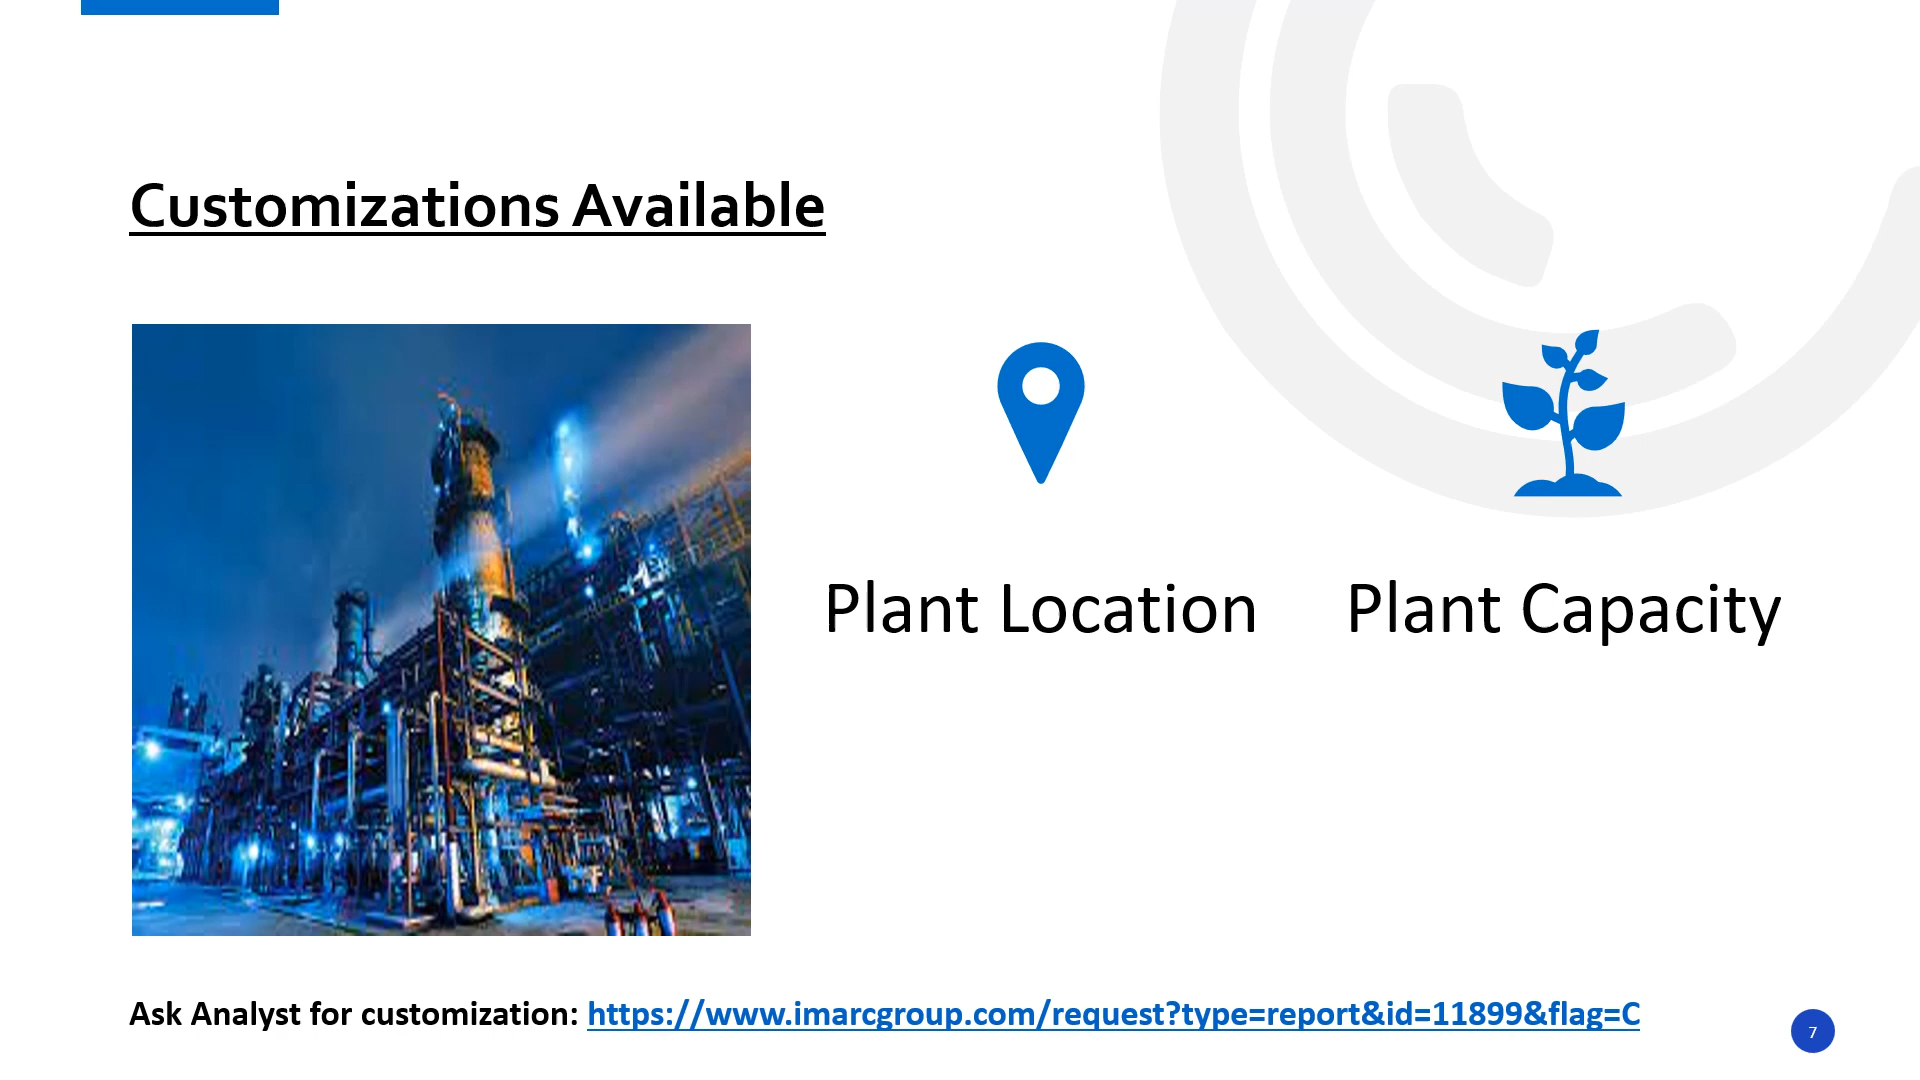 Customizations Available
Plant Location
Plant Capacity
Ask Analyst for customization: https://www.imarcgroup.com/request?type=report&id=11899&flag=C
7